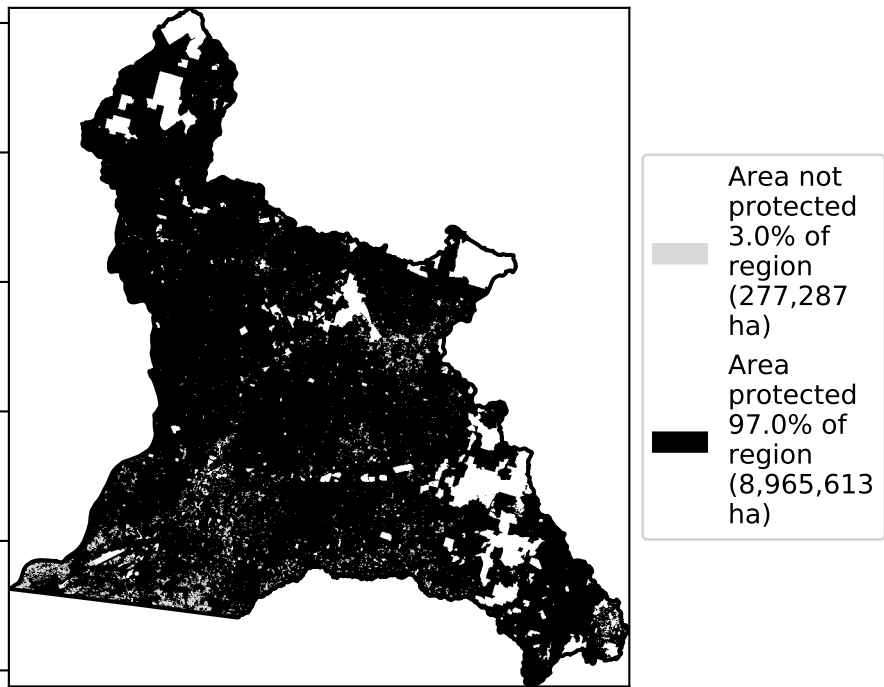 Area not
protected
3.0% of
region
(277,287
ha)
Area
protected
97.0% of
region
(8,965,613
ha)